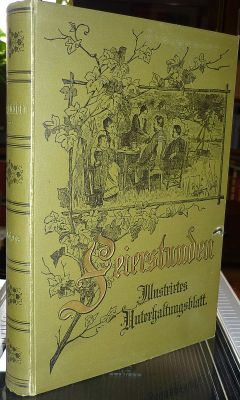 Feierstunden
Illustrirtes
Unterhaltungsblatt.